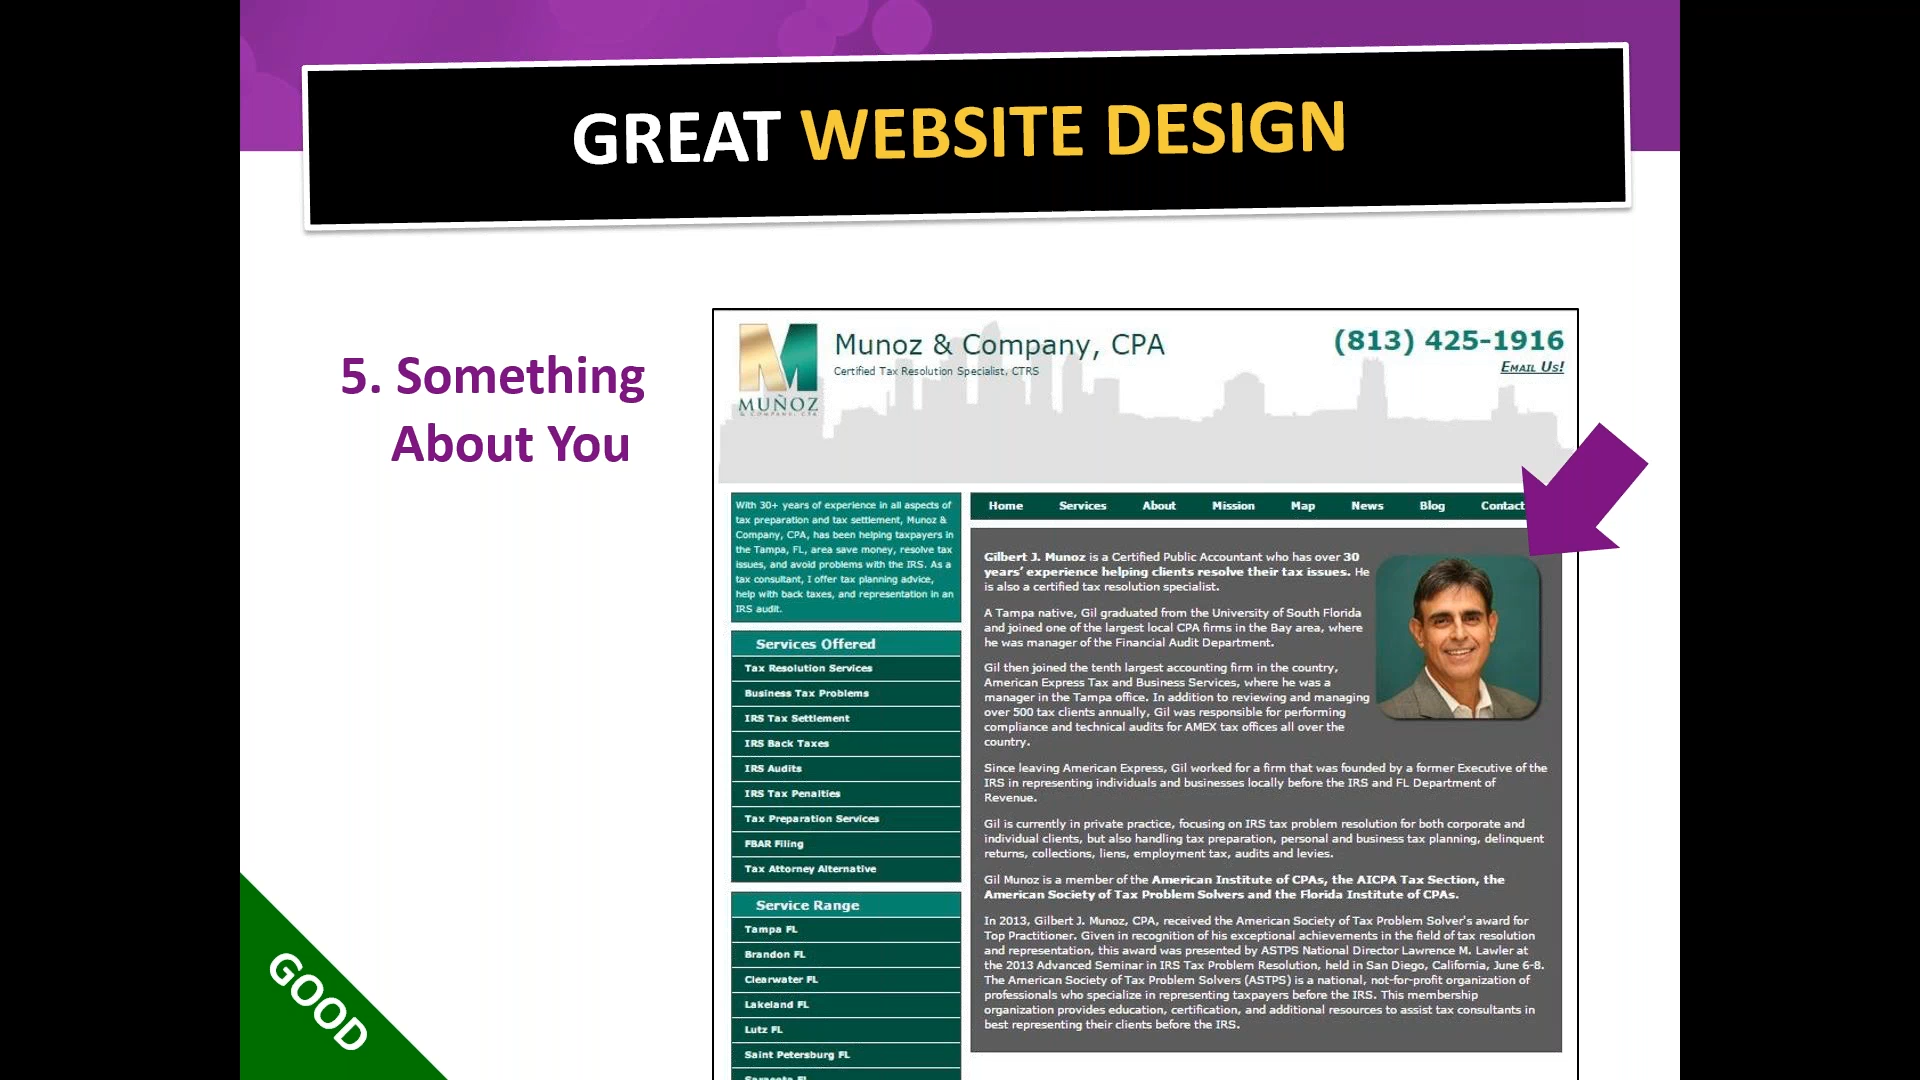 GREAT WEBSITE DESIGN
5. Something
About You
MUÑOZ
& COMPANY, CPA
Munoz & Company, CPA
Certified Tax Resolution Specialist, CTRS
(813) 425-1916
Email Us!
Home Services About Mission Map News Blog Contact
With 30+ years of experience in all aspects of
tax preparation and tax settlement, Munoz &
Company, CPA, has been helping taxpayers in
the Tampa, FL, area save money, resolve tax
issues, and avoid problems with the IRS. As a
tax consultant, I offer tax planning advice,
help with back taxes, and representation in an
IRS audit.
Services Offered
Tax Resolution Services
Business Tax Problems
IRS Tax Settlement
IRS Back Taxes
IRS Audits
IRS Tax Penalties
Tax Preparation Services
FBAR Filing
Tax Attorney Alternative
Service Range
Tampa FL
Brandon FL
Clearwater FL
Lakeland FL
Lutz FL
Saint Petersburg FL
Sarasota FL
Gilbert J. Munoz is a Certified Public Accountant who has over 30
years' experience helping clients resolve their tax issues. He
is also a certified tax resolution specialist.
A Tampa native, Gil graduated from the University of South Florida
and joined one of the largest local CPA firms in the Bay area, where
he was manager of the Financial Audit Department.
Gil then joined the tenth largest accounting firm in the country,
American Express Tax and Business Services, where he was a
manager in the Tampa office. In addition to reviewing and managing
over 500 tax clients annually, Gil was responsible for performing
compliance and technical audits for AMEX tax offices all over the
country.
Since leaving American Express, Gil worked for a firm that was founded by a former Executive of the
IRS in representing individuals and businesses locally before the IRS and FL Department of
Revenue.
Gil is currently in private practice, focusing on IRS tax problem resolution for both corporate and
individual clients, but also handling tax preparation, personal and business tax planning, delinquent
returns, collections, liens, employment tax, audits and levies.
Gil Munoz is a member of the American Institute of CPAs, the AICPA Tax Section, the
American Society of Tax Problem Solvers and the Florida Institute of CPAs.
In 2013, Gilbert J. Munoz, CPA, received the American Society of Tax Problem Solver's award for
Top Practitioner. Given in recognition of his exceptional achievements in the field of tax resolution
and representation, this award was presented by ASTPS National Director Lawrence M. Lawler at
the 2013 Advanced Seminar in IRS Tax Problem Resolution, held in San Diego, California, June 6-8.
The American Society of Tax Problem Solvers (ASTPS) is a national, not-for-profit organization of
professionals who specialize in representing taxpayers before the IRS. This membership
organization provides education, certification, and additional resources to assist tax consultants in
best representing their clients before the IRS.
GOOD